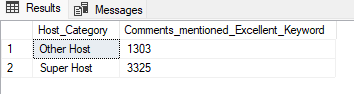 Results Messages
Host_Category Comments_mentioned_Excellent_Keyword
1 Other Host 1303
2 Super Host 3325